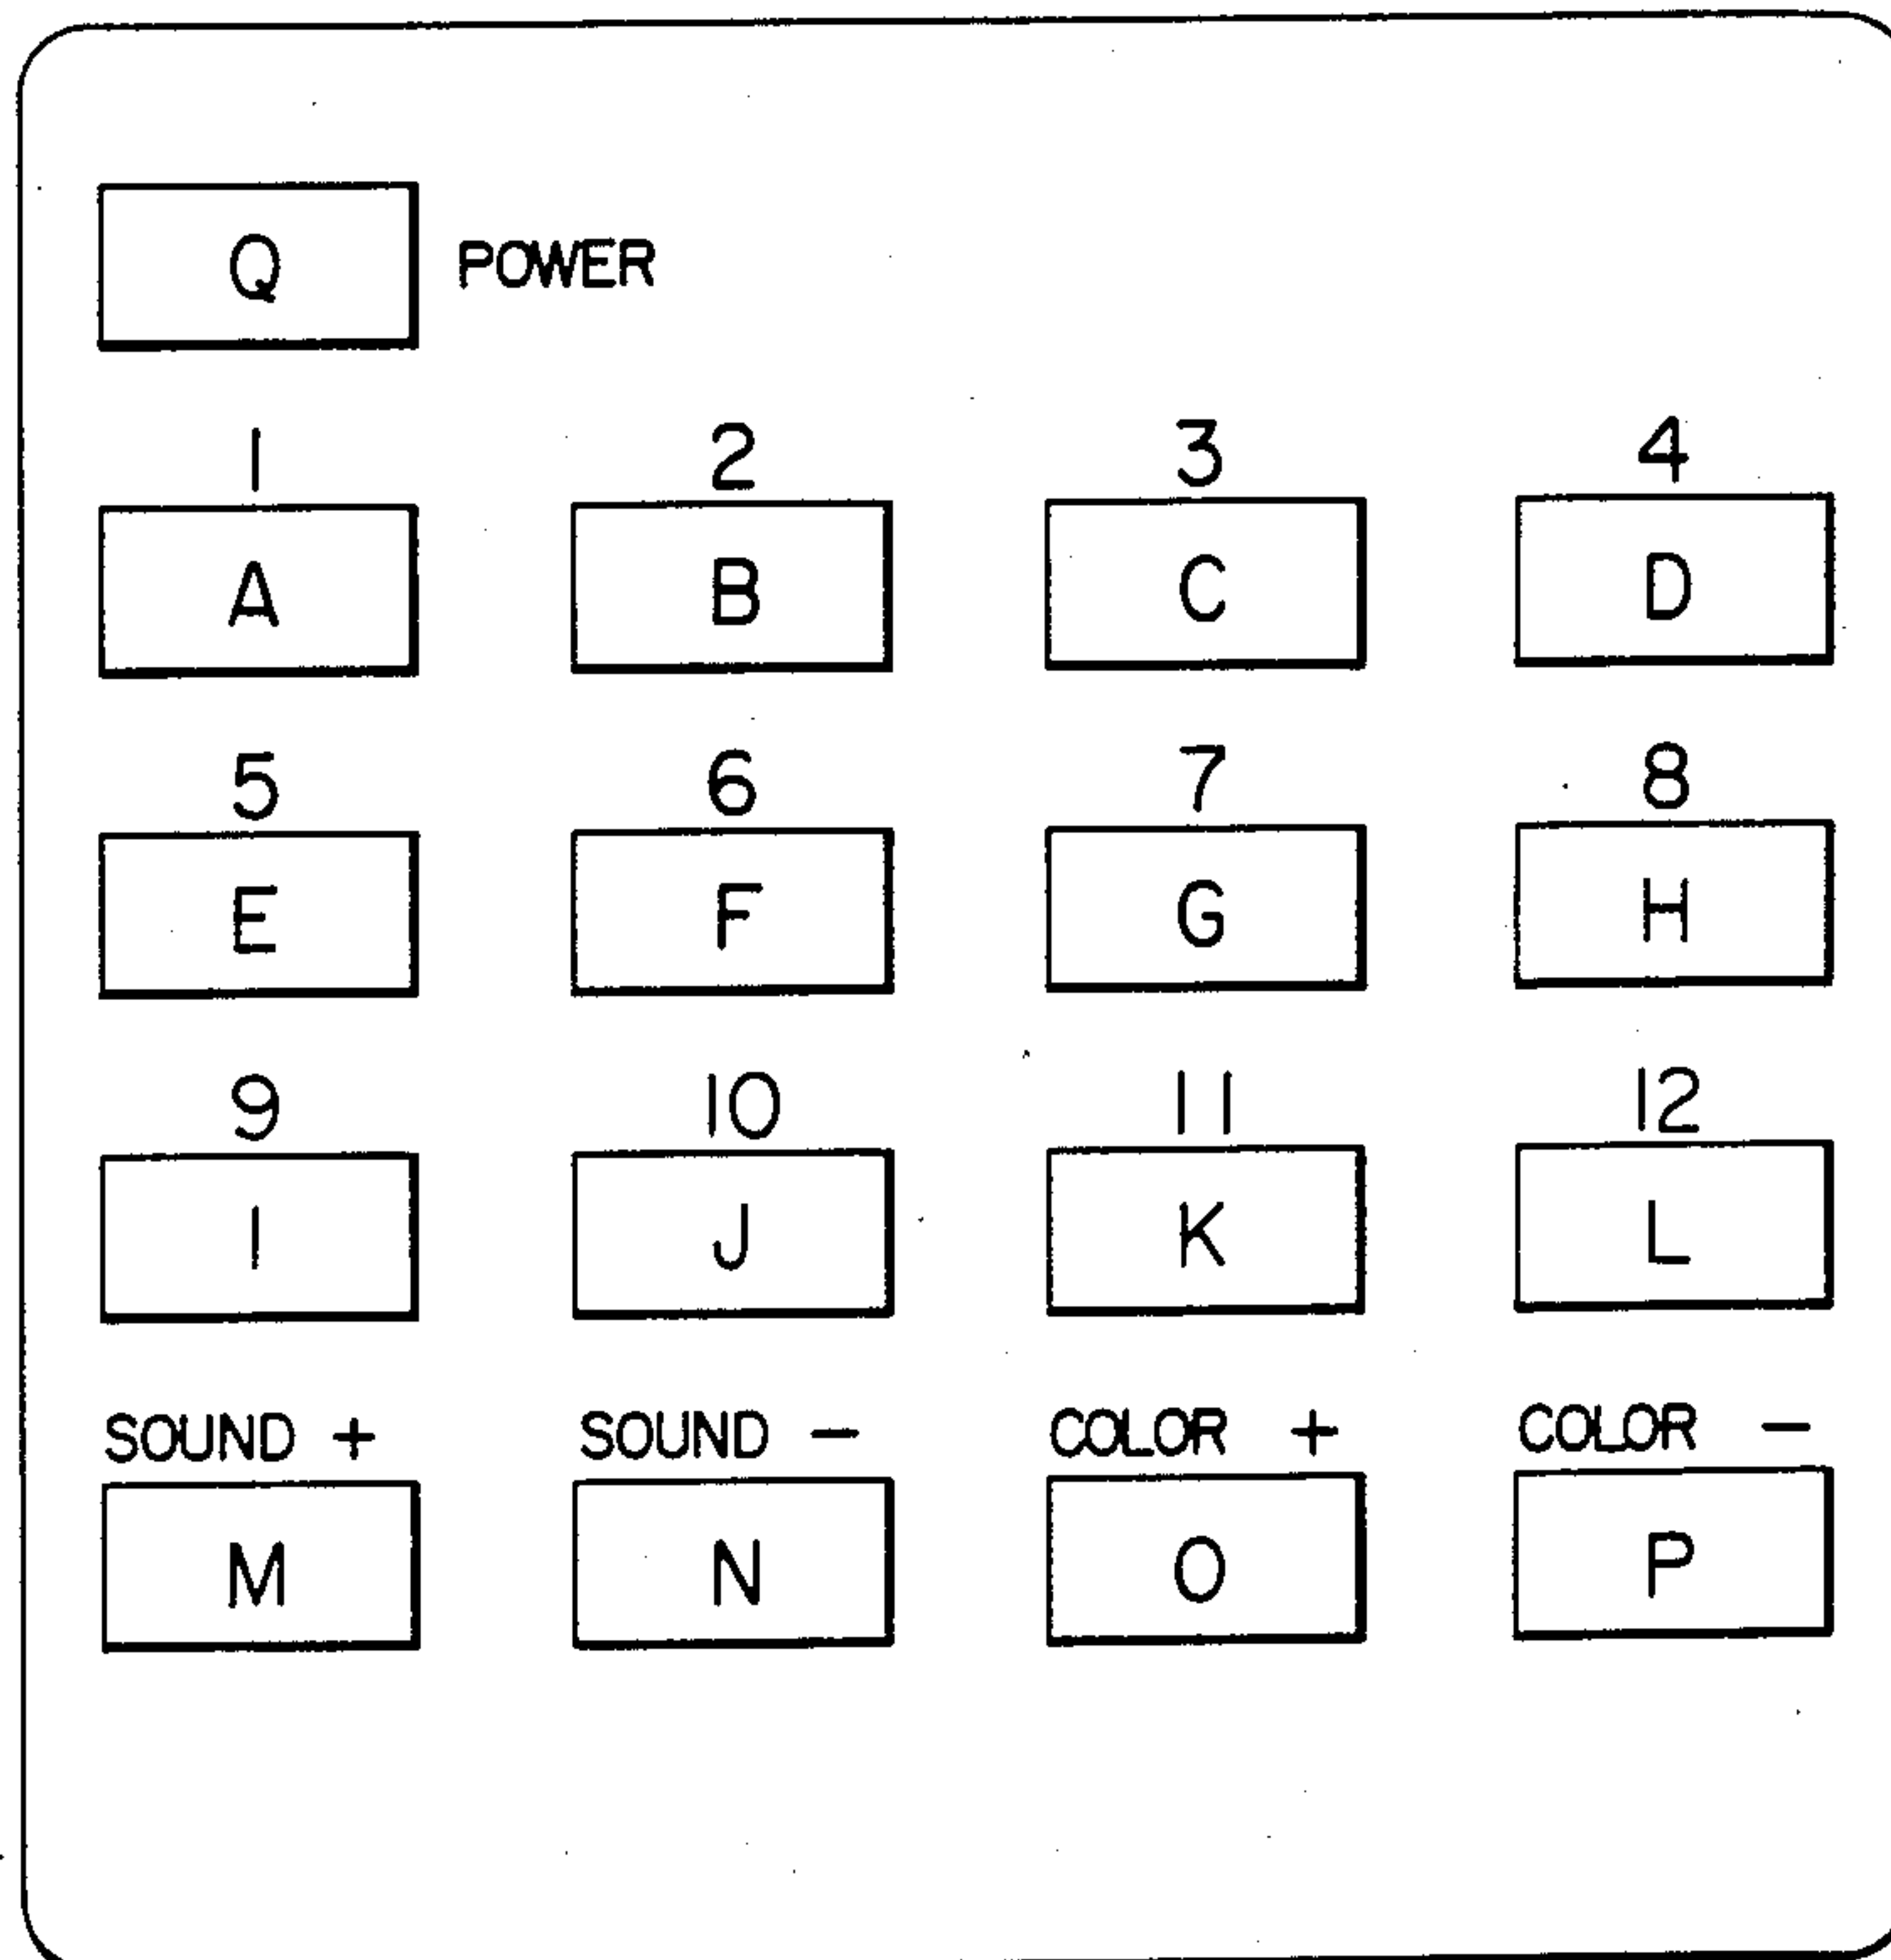 Q POWER
1 2 3 4
A B C D
5 6 7 8
E F G H
9 10 11 12
I J K L
SOUND + SOUND - COLOR + COLOR -
M N O P